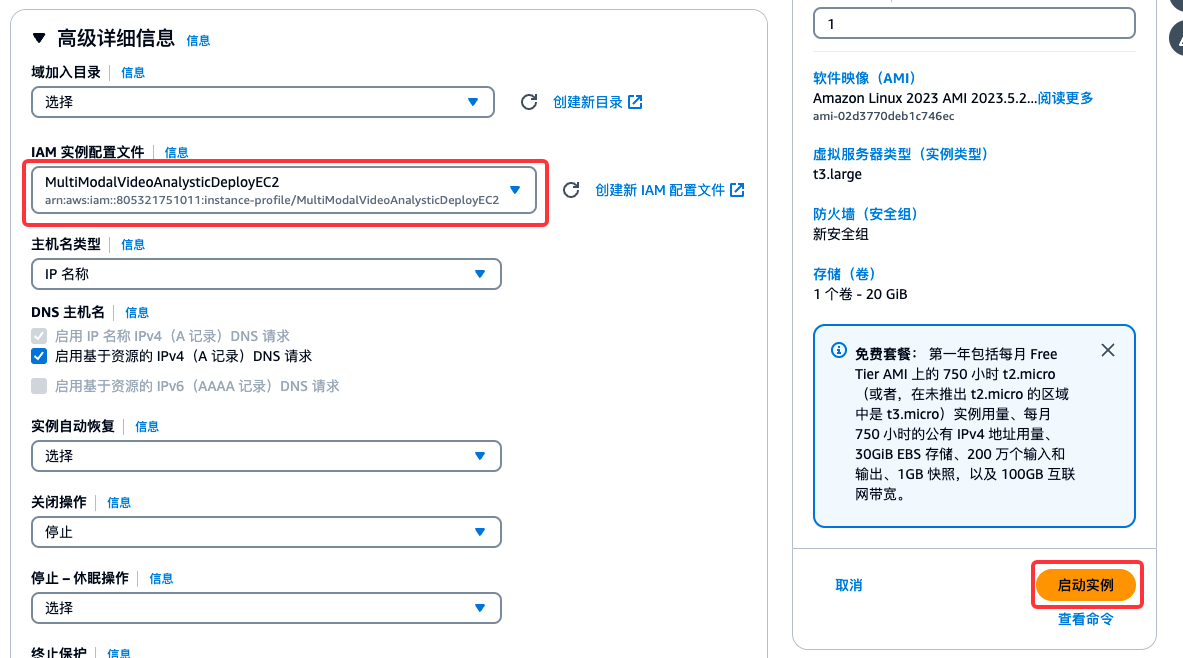 高级详细信息 信息
域加入目录 信息
选择
创建新目录
IAM 实例配置文件 信息
MultiModalVideoAnalysticDeployEC2
arn:aws:iam::805321751011:instance-profile/MultiModalVideoAnalysticDeployEC2
创建新 IAM 配置文件
主机名类型 信息
IP 名称
DNS 主机名 信息
启用 IP 名称 IPv4（A 记录）DNS 请求
启用基于资源的 IPv4（A 记录）DNS 请求
启用基于资源的 IPv6（AAAA 记录）DNS 请求
实例自动恢复 信息
选择
关闭操作 信息
停止
停止 – 休眠操作 信息
选择
终止保护 信息
1
软件映像（AMI）
Amazon Linux 2023 AMI 2023.5.2...阅读更多
ami-02d3770deb1c746ec
虚拟服务器类型（实例类型）
t3.large
防火墙（安全组）
新安全组
存储（卷）
1 个卷 - 20 GiB
免费套餐： 第一年包括每月 Free
Tier AMI 上的 750 小时 t2.micro
（或者，在未推出 t2.micro 的区域
中是 t3.micro）实例用量、每月
750 小时的公有 IPv4 地址用量、
30GiB EBS 存储、200 万个输入和
输出、1GB 快照，以及 100GB 互联
网带宽。
取消
启动实例
查看命令